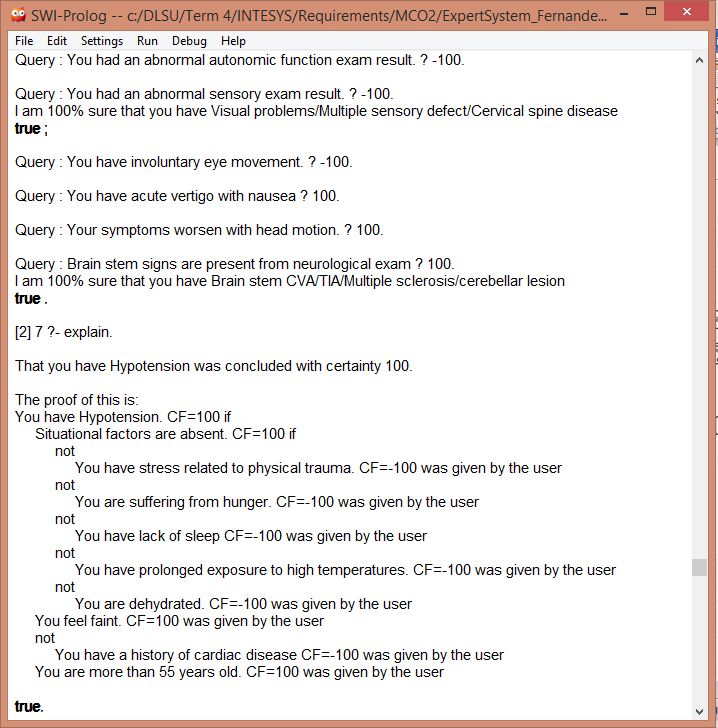 SWI-Prolog -- c:/DLSU/Term 4/INTESYS/Requirements/MCO2/ExpertSystem_Fernande...
File Edit Settings Run Debug Help
Query : You had an abnormal autonomic function exam result. ? -100.
Query : You had an abnormal sensory exam result. ? -100.
I am 100% sure that you have Visual problems/Multiple sensory defect/Cervical spine disease
true ;
Query : You have involuntary eye movement. ? -100.
Query : You have acute vertigo with nausea ? 100.
Query : Your symptoms worsen with head motion. ? 100.
Query : Brain stem signs are present from neurological exam ? 100.
I am 100% sure that you have Brain stem CVA/TIA/Multiple sclerosis/cerebellar lesion
true .
[2] 7 ?- explain.
That you have Hypotension was concluded with certainty 100.
The proof of this is:
You have Hypotension. CF=100 if
Situational factors are absent. CF=100 if
not
You have stress related to physical trauma. CF=-100 was given by the user
not
You are suffering from hunger. CF=-100 was given by the user
not
You have lack of sleep CF=-100 was given by the user
not
You have prolonged exposure to high temperatures. CF=-100 was given by the user
not
You are dehydrated. CF=-100 was given by the user
You feel faint. CF=100 was given by the user
not
You have a history of cardiac disease CF=-100 was given by the user
You are more than 55 years old. CF=100 was given by the user
true.